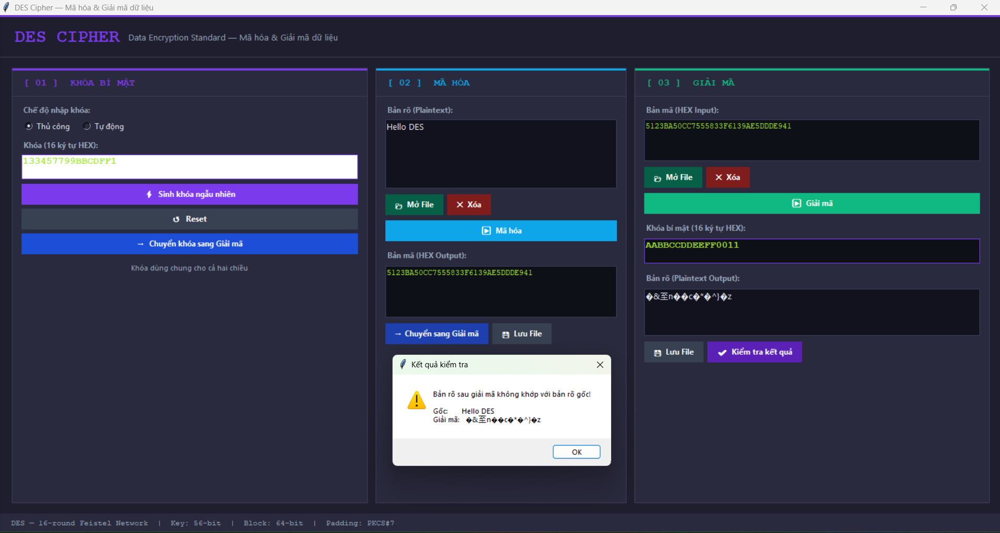 DES Cipher — Mã hóa & Giải mã dữ liệu
DES CIPHER Data Encryption Standard — Mã hóa & Giải mã dữ liệu
[ 01 ] KHÓA BÍ MẬT
Chế độ nhập khóa:
Thủ công Tự động
Khóa (16 ký tự HEX):
133457799BBCDFF1
Sinh khóa ngẫu nhiên
↺ Reset
→ Chuyển khóa sang Giải mã
Khóa dùng chung cho cả hai chiều
[ 02 ] MÃ HÓA
Bản rõ (Plaintext):
Hello DES
Mở File
✕ Xóa
Mã hóa
Bản mã (HEX Output):
5123BA50CC7555833F6139AE5DDDE941
→ Chuyển sang Giải mã
Lưu File
[ 03 ] GIẢI MÃ
Bản mã (HEX Input):
5123BA50CC7555833F6139AE5DDDE941
Mở File
✕ Xóa
Giải mã
Khóa bí mật (16 ký tự HEX):
AABBCCDDEEFF0011
Bản rõ (Plaintext Output):
�&至n��c�*�^}�z
Lưu File
✔ Kiểm tra kết quả
Kết quả kiểm tra
Bản rõ sau giải mã không khớp với bản rõ gốc!
Gốc: Hello DES
Giải mã: �&至n��c�*�^}�z
OK
DES — 16-round Feistel Network | Key: 56-bit | Block: 64-bit | Padding: PKCS#7